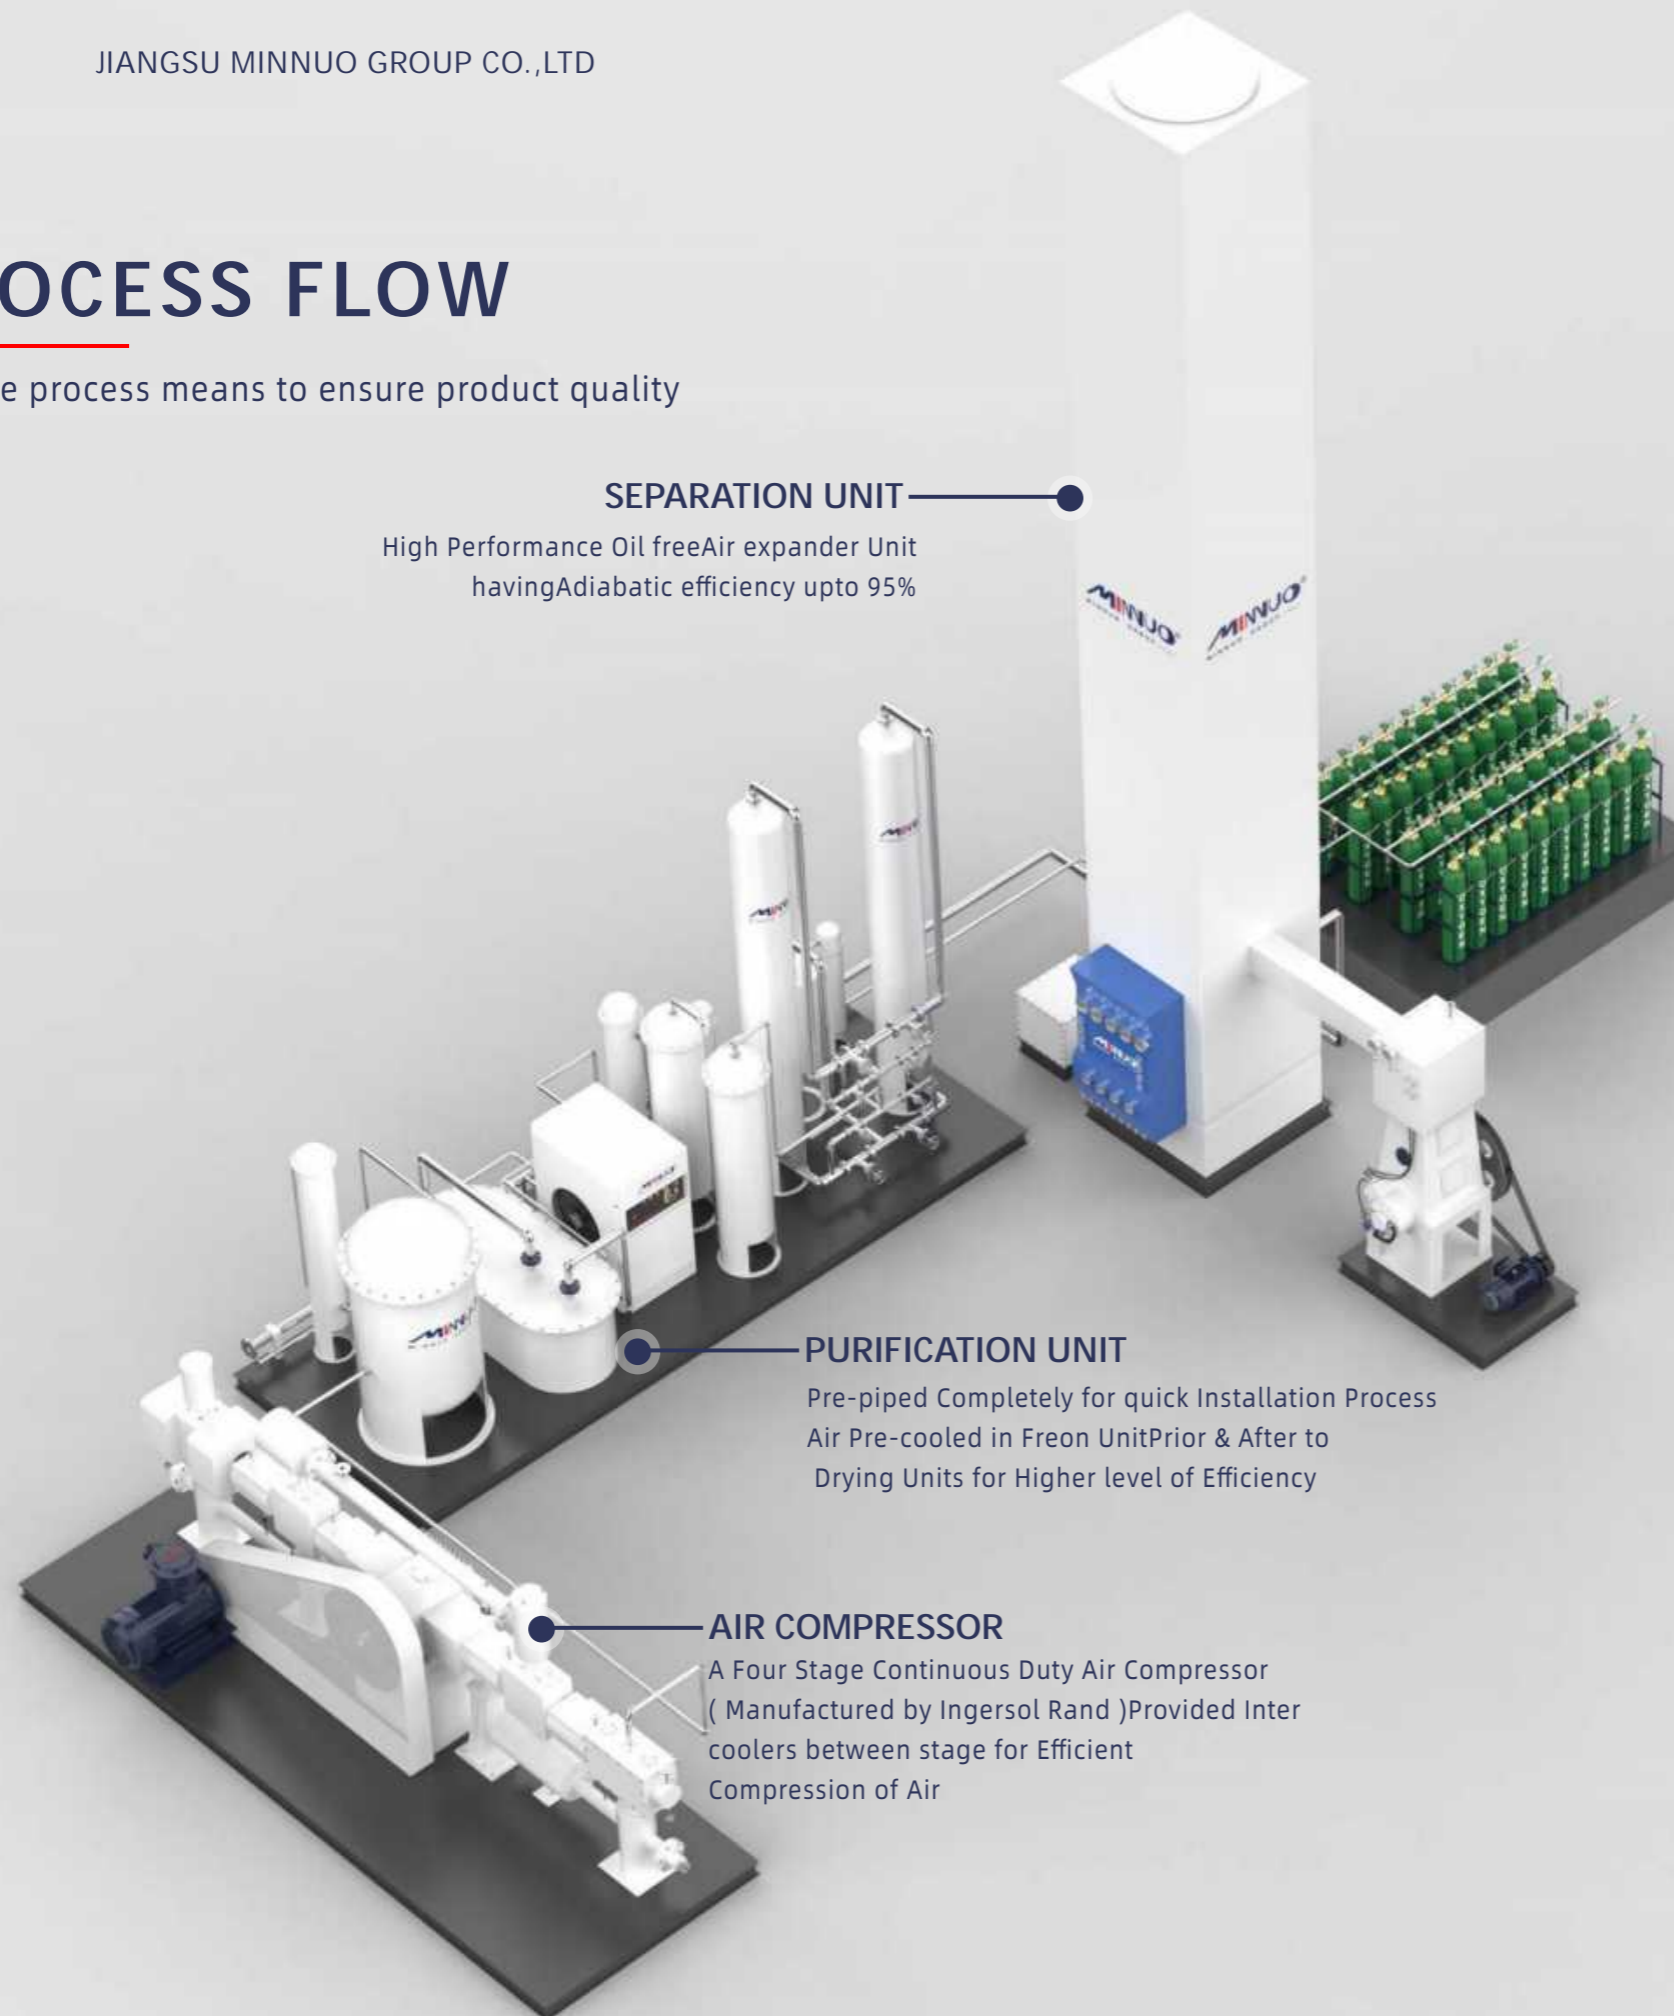 JIANGSU MINNUO GROUP CO.,LTD
OCESS FLOW
e process means to ensure product quality
SEPARATION UNIT
High Performance Oil freeAir expander Unit
havingAdiabatic efficiency upto 95%
MINNUO
MINNUO
PURIFICATION UNIT
Pre-piped Completely for quick Installation Process
Air Pre-cooled in Freon UnitPrior & After to
Drying Units for Higher level of Efficiency
AIR COMPRESSOR
A Four Stage Continuous Duty Air Compressor
( Manufactured by Ingersol Rand )Provided Inter
coolers between stage for Efficient
Compression of Air